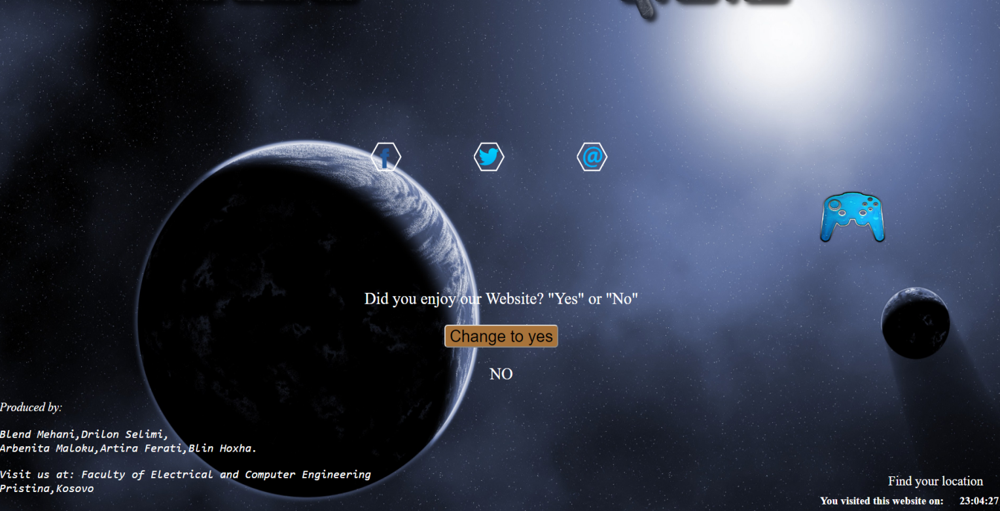 Did you enjoy our Website? "Yes" or "No"
Change to yes
NO
Produced by:
Blend Mehani,Drilon Selimi,
Arbenita Maloku,Artira Ferati,Blin Hoxha.
Visit us at: Faculty of Electrical and Computer Engineering
Pristina,Kosovo
Find your location
You visited this website on: 23:04:27